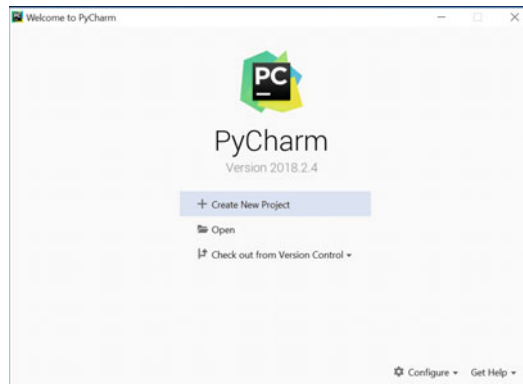 Welcome to PyCharm
PC
PyCharm
Version 2018.2.4
Create New Project
Open
Check out from Version Control
Configure
Get Help